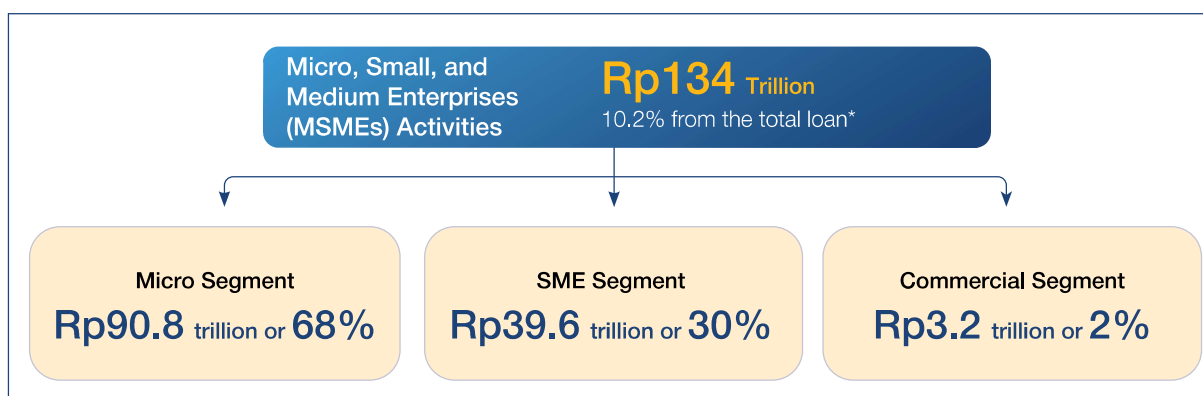 Micro, Small, and
Medium Enterprises
(MSMEs) Activities
Rp134 Trillion
10.2% from the total loan*
Micro Segment
Rp90.8 trillion or 68%
SME Segment
Rp39.6 trillion or 30%
Commercial Segment
Rp3.2 trillion or 2%